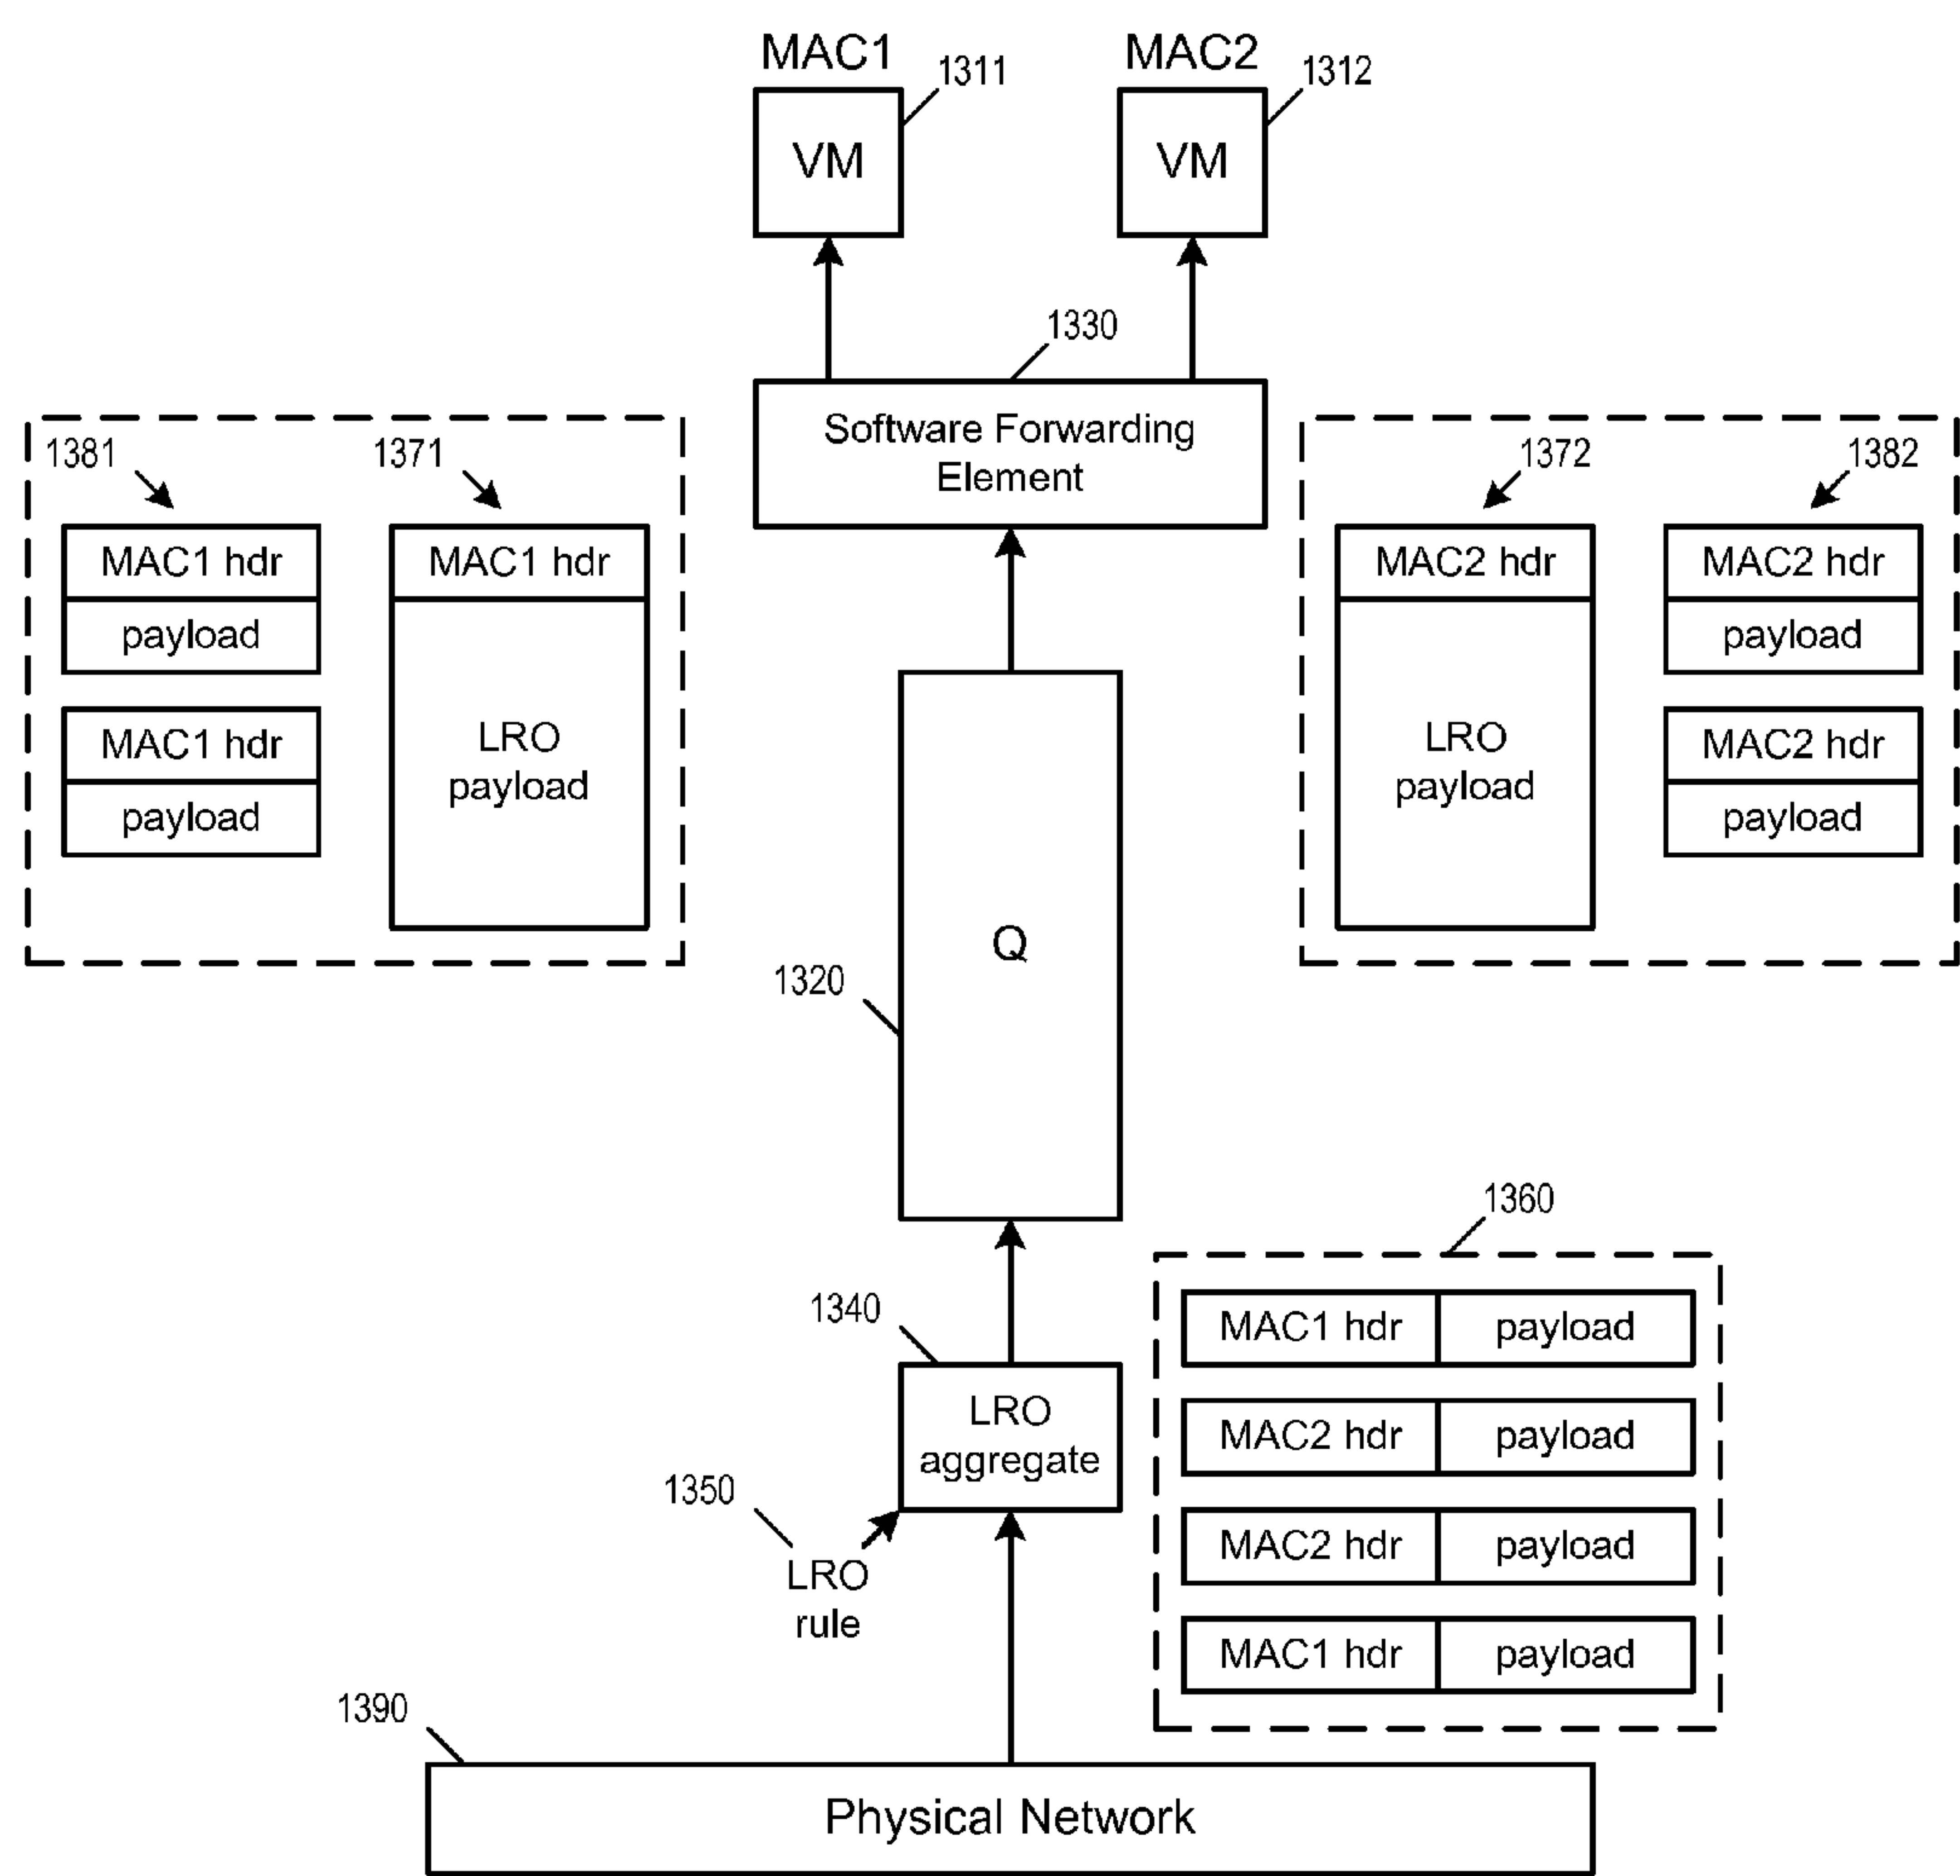 MAC1
MAC2
1311
1312
VM
VM
1330
Software Forwarding
Element
1381
1371
1372
1382
MAC1 hdr
payload
MAC1 hdr
payload
MAC1 hdr
LRO
payload
MAC2 hdr
LRO
payload
MAC2 hdr
payload
MAC2 hdr
payload
Q
1320
1360
1340
LRO
aggregate
1350
LRO
rule
MAC1 hdr payload
MAC2 hdr payload
MAC2 hdr payload
MAC1 hdr payload
1390
Physical Network